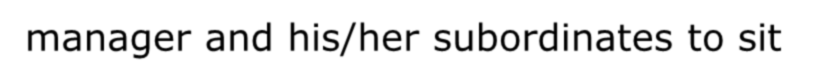 manager and his/her subordinates to sit